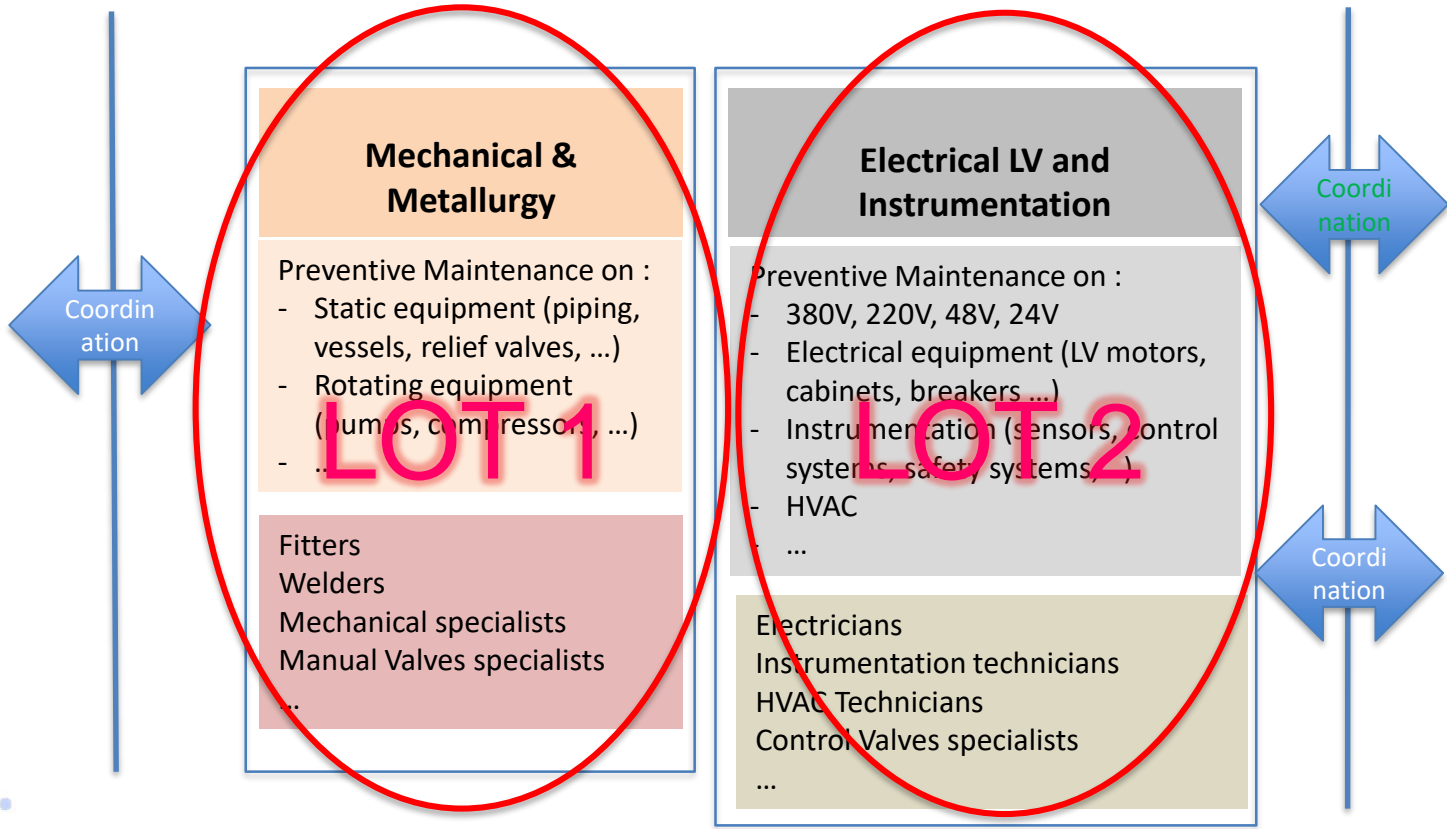 Coordin
ation
Mechanical &
Metallurgy
Preventive Maintenance on :
- Static equipment (piping,
vessels, relief valves, …)
- Rotating equipment
(pumps, compressors, …)
- …
LOT 1
Fitters
Welders
Mechanical specialists
Manual Valves specialists
…
Electrical LV and
Instrumentation
Preventive Maintenance on :
- 380V, 220V, 48V, 24V
- Electrical equipment (LV motors,
cabinets, breakers …)
- Instrumentation (sensors, control
systems, safety systems, …)
- HVAC
- …
LOT 2
Electricians
Instrumentation technicians
HVAC Technicians
Control Valves specialists
…
Coordi
nation
Coordi
nation